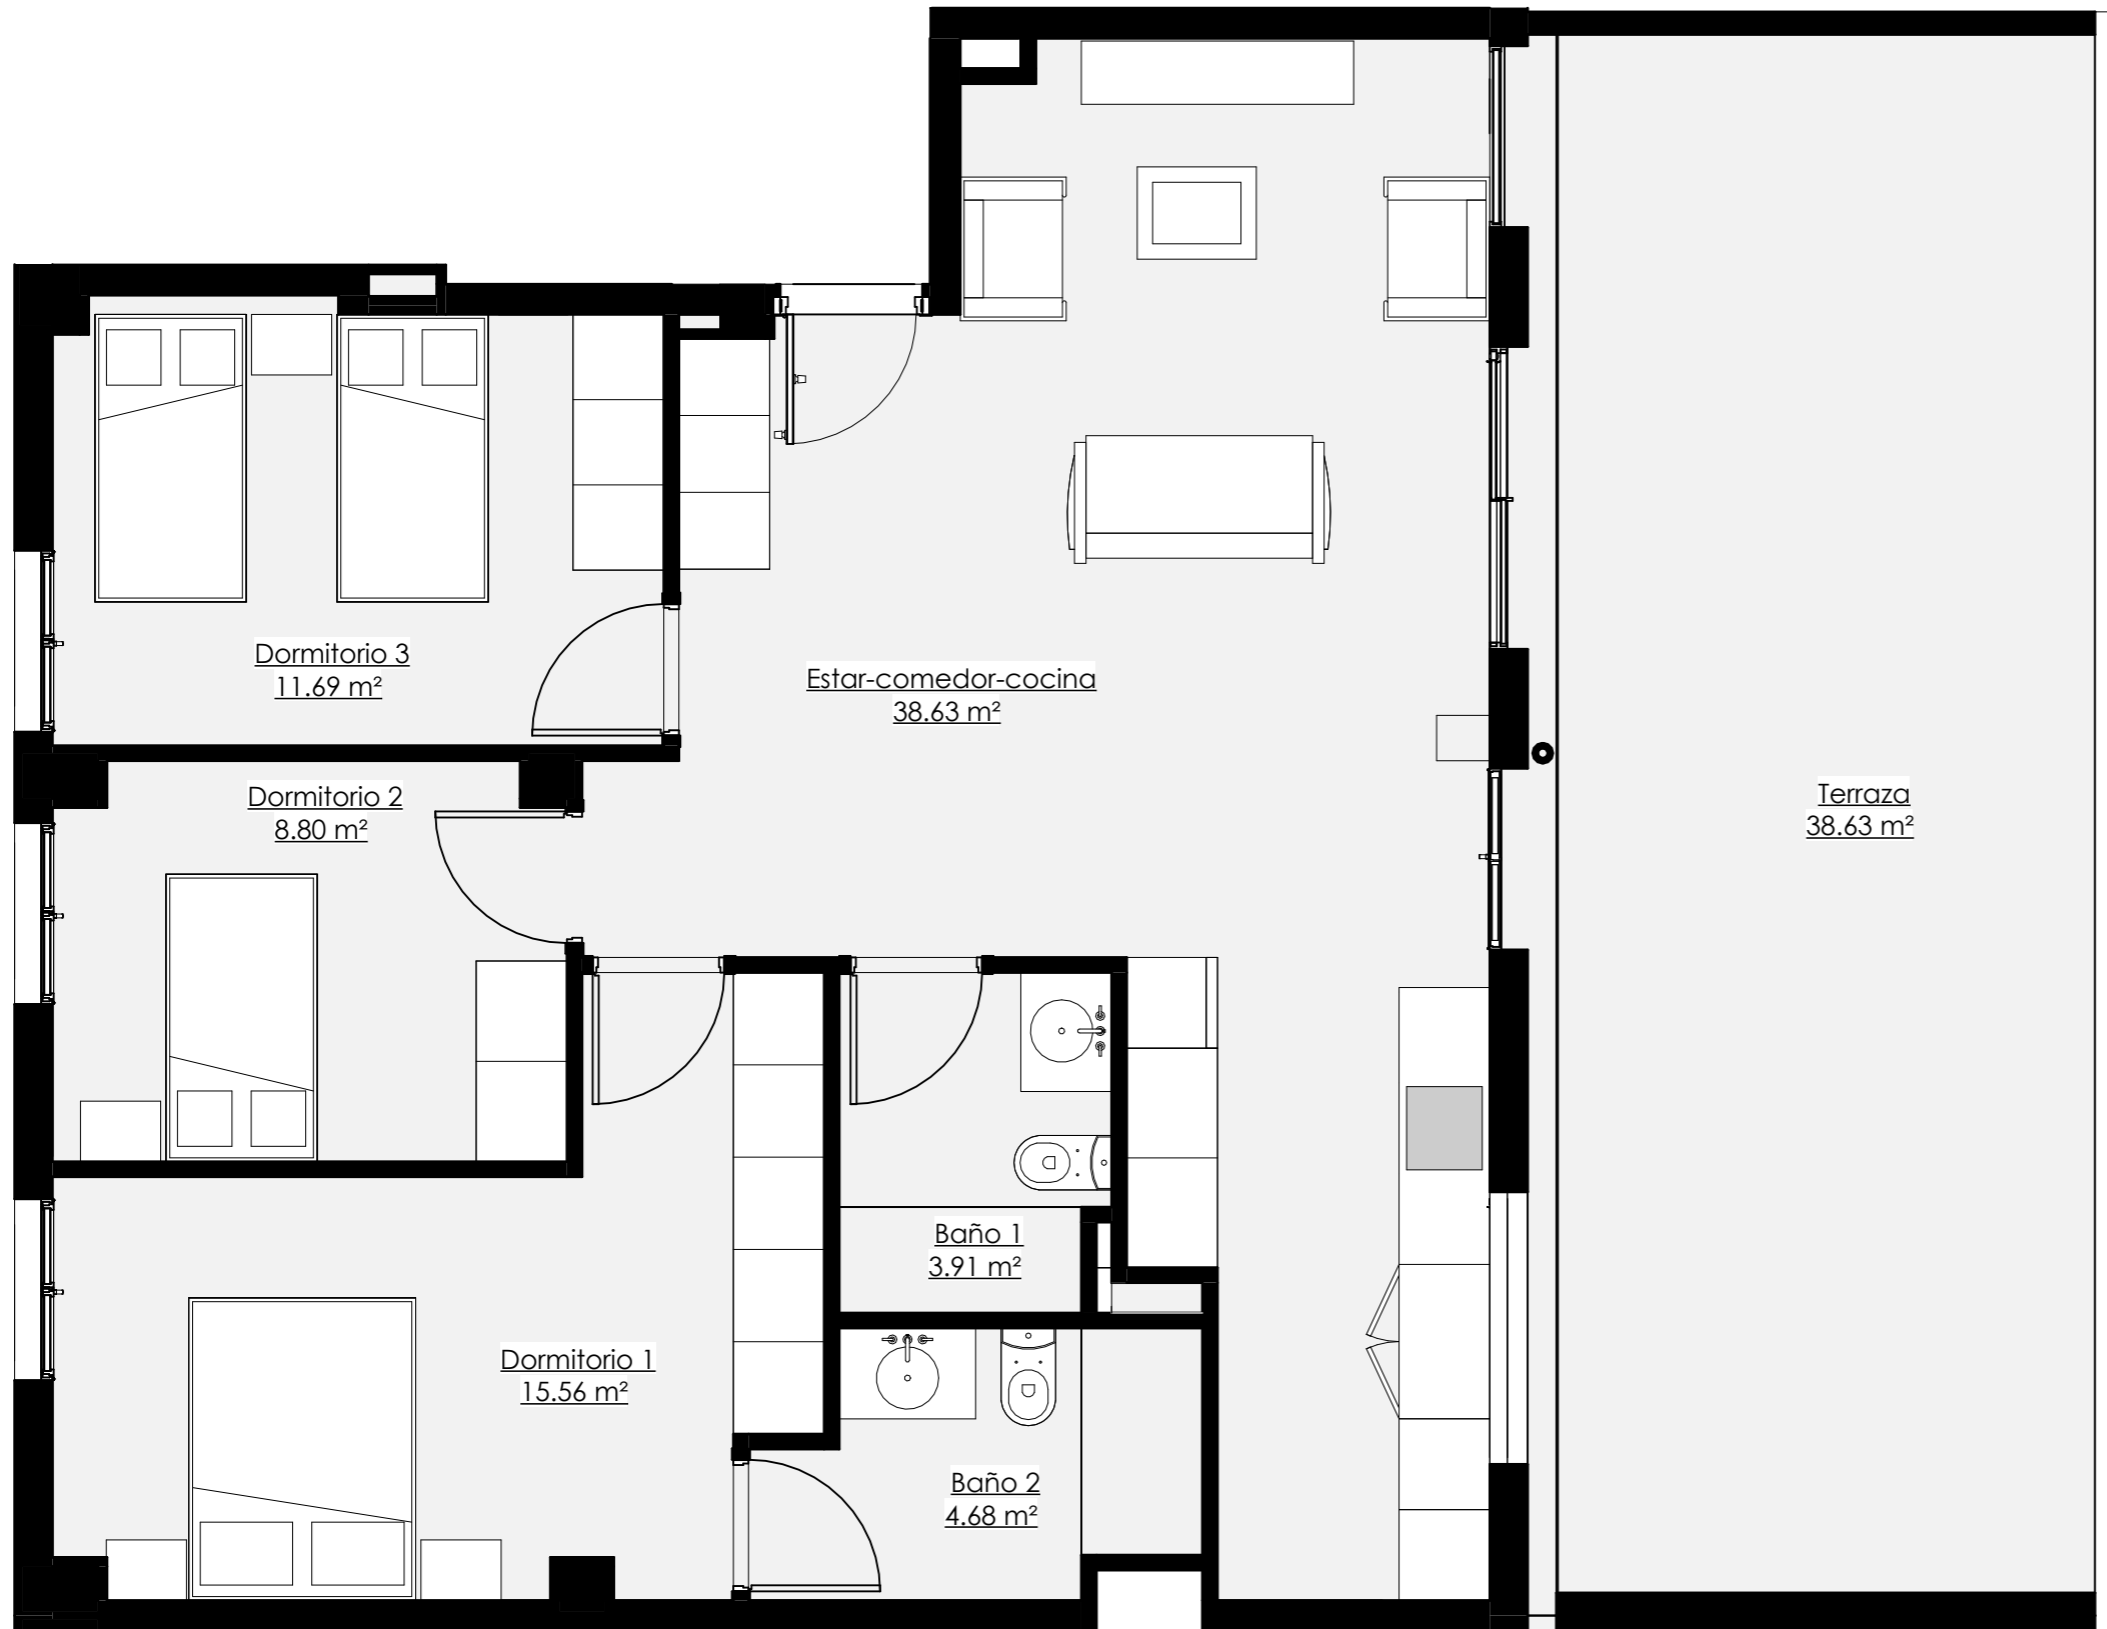 Dormitorio 3
11.69 m²
Estar-comedor-cocina
38.63 m²
Dormitorio 2
8.80 m²
Terraza
38.63 m²
Baño 1
3.91 m²
Dormitorio 1
15.56 m²
Baño 2
4.68 m²